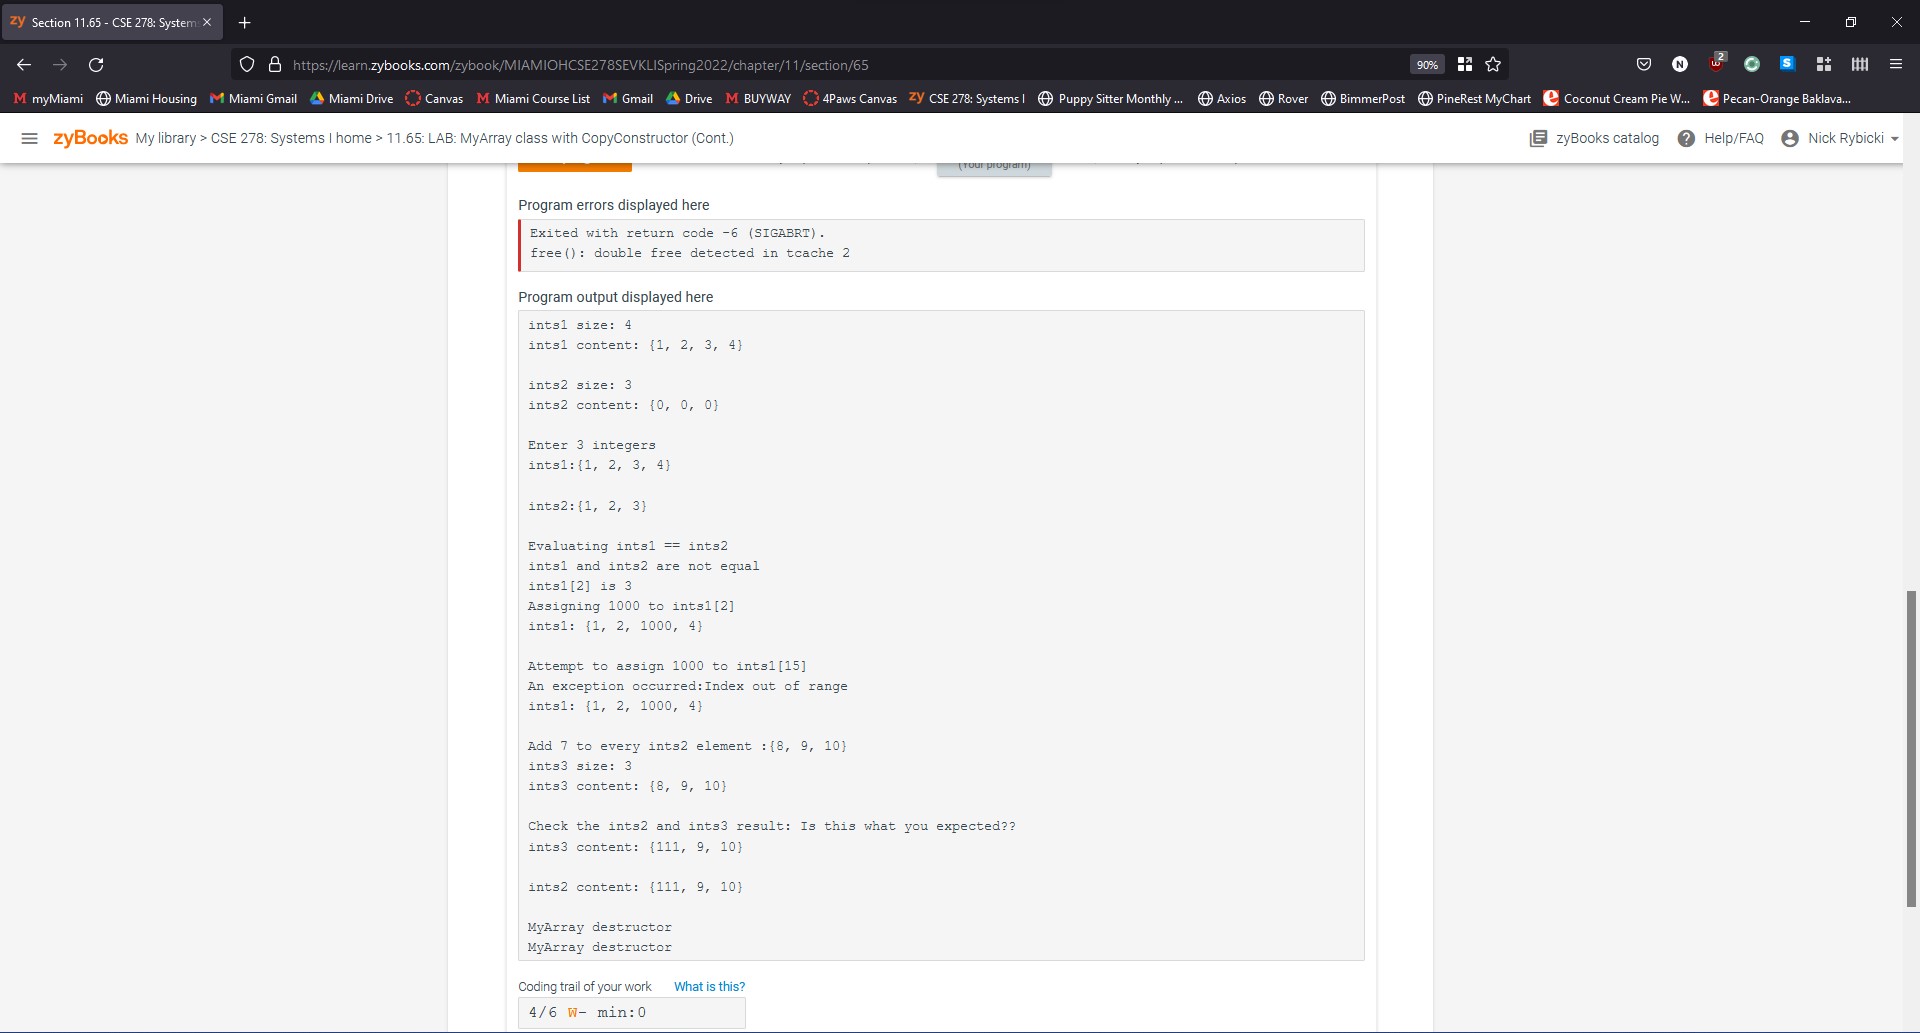 zy Section 11.65 - CSE 278: System
https://learn.zybooks.com/zybook/MIAMIOHCSE278SEVKLISpring2022/chapter/11/section/65 90% 2
M myMiami Miami Housing Miami Gmail Miami Drive Canvas M Miami Course List Gmail Drive M BUYWAY 4Paws Canvas zy CSE 278: Systems I Puppy Sitter Monthly ... Axios Rover BimmerPost PineRest MyChart Coconut Cream Pie W... Pecan-Orange Baklava...
zyBooks My library > CSE 278: Systems I home > 11.65: LAB: MyArray class with CopyConstructor (Cont.) zyBooks catalog Help/FAQ Nick Rybicki
(Your program)
Program errors displayed here
Exited with return code -6 (SIGABRT).
free(): double free detected in tcache 2
Program output displayed here
ints1 size: 4
ints1 content: {1, 2, 3, 4}
ints2 size: 3
ints2 content: {0, 0, 0}
Enter 3 integers
ints1:{1, 2, 3, 4}
ints2:{1, 2, 3}
Evaluating ints1 == ints2
ints1 and ints2 are not equal
ints1[2] is 3
Assigning 1000 to ints1[2]
ints1: {1, 2, 1000, 4}
Attempt to assign 1000 to ints1[15]
An exception occurred:Index out of range
ints1: {1, 2, 1000, 4}
Add 7 to every ints2 element :{8, 9, 10}
ints3 size: 3
ints3 content: {8, 9, 10}
Check the ints2 and ints3 result: Is this what you expected??
ints3 content: {111, 9, 10}
ints2 content: {111, 9, 10}
MyArray destructor
MyArray destructor
Coding trail of your work What is this?
4/6 W- min:0